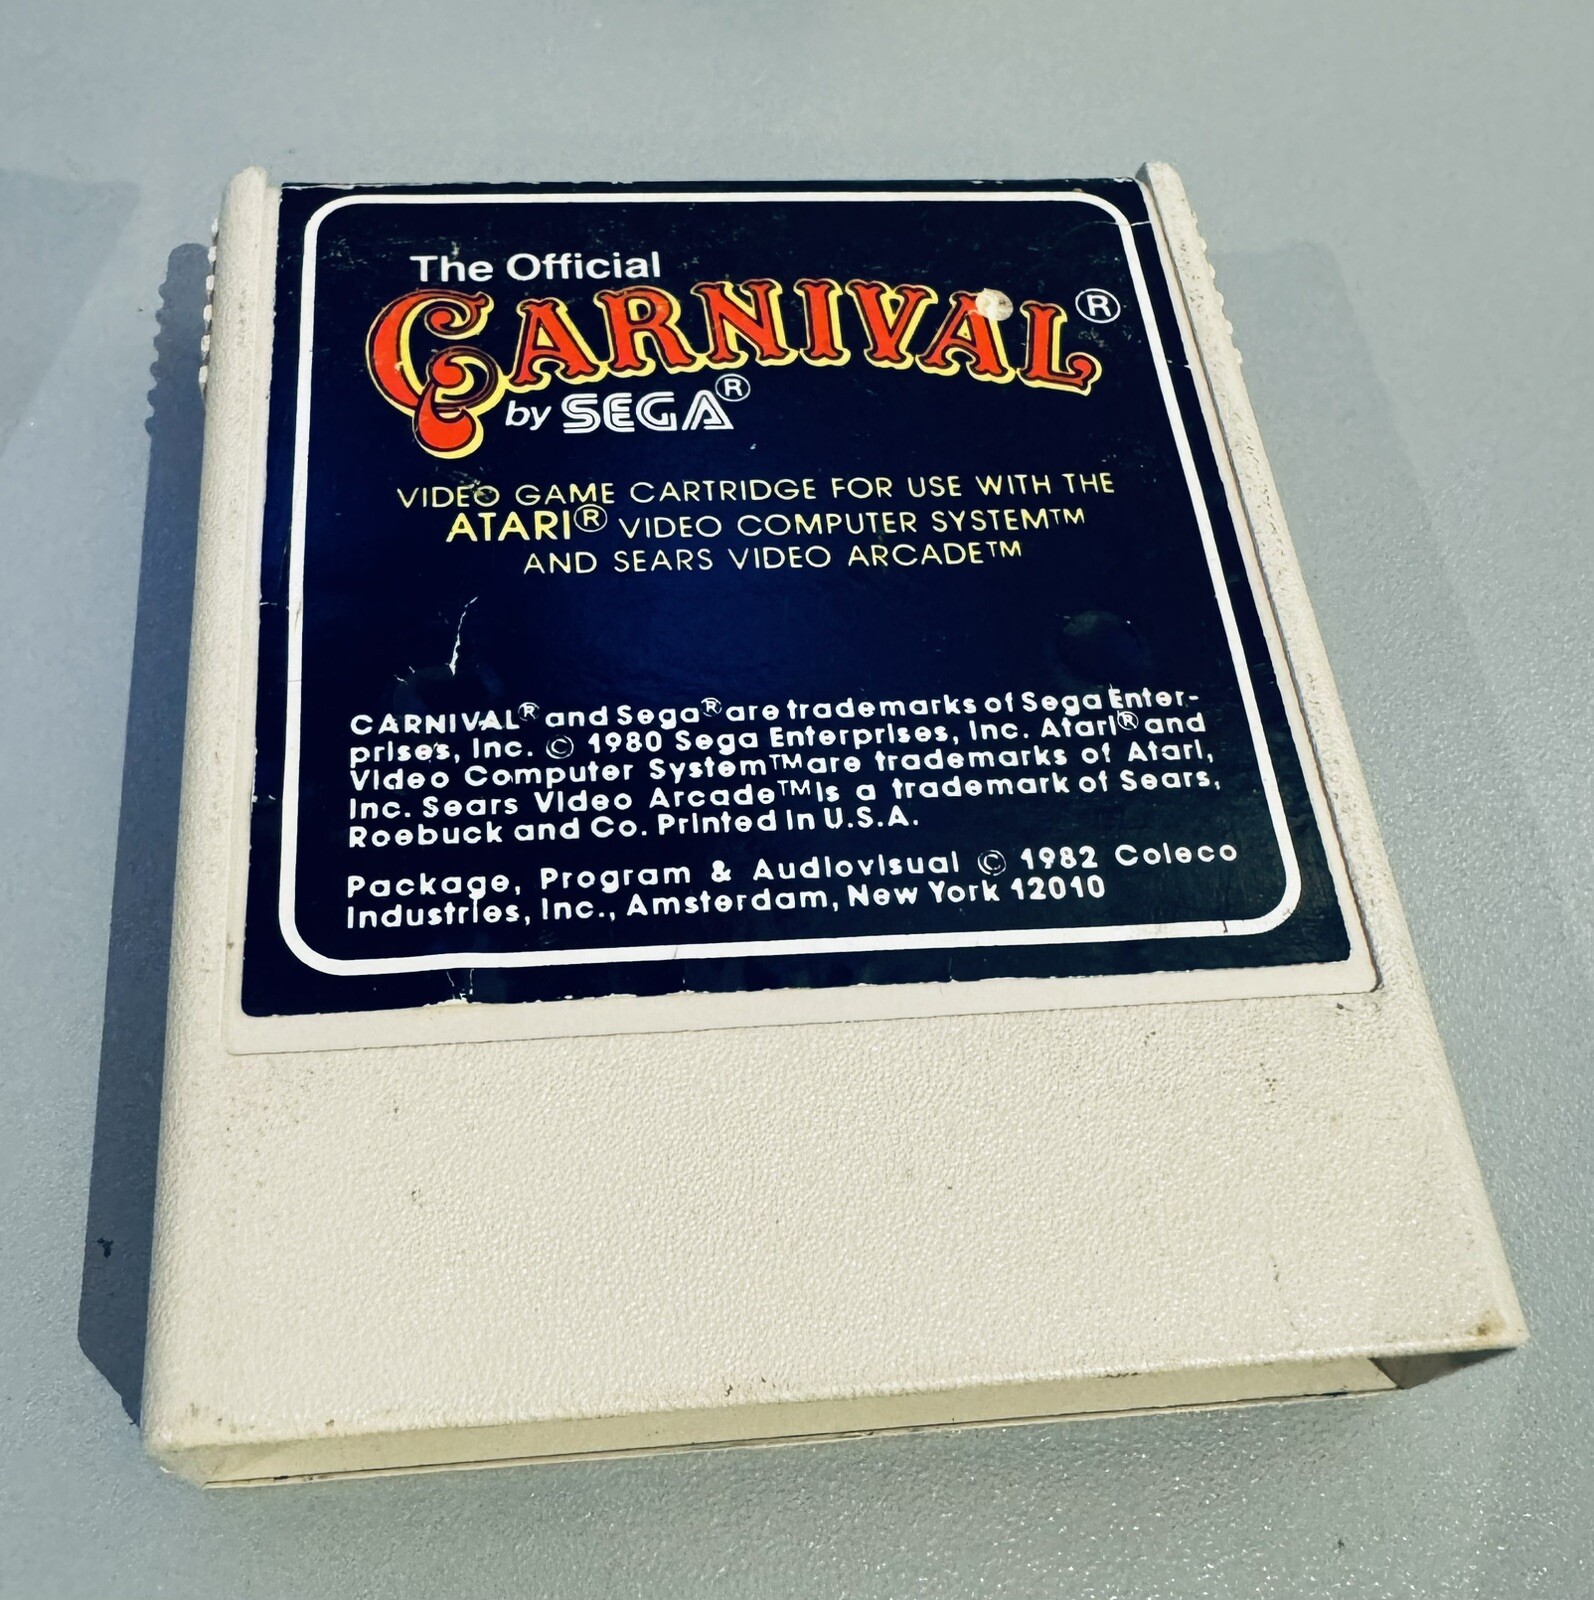 The Official
CARNIVAL®
by SEGA®
VIDEO GAME CARTRIDGE FOR USE WITH THE
ATARI® VIDEO COMPUTER SYSTEM™
AND SEARS VIDEO ARCADE™
CARNIVAL® and Sega® are trademarks of Sega Enter-
prises, Inc. © 1980 Sega Enterprises, Inc. Atari® and
Video Computer System™ are trademarks of Atari,
Inc. Sears Video Arcade™ is a trademark of Sears,
Roebuck and Co. Printed in U.S.A.
Package, Program & Audiovisual © 1982 Coleco
Industries, Inc., Amsterdam, New York 12010